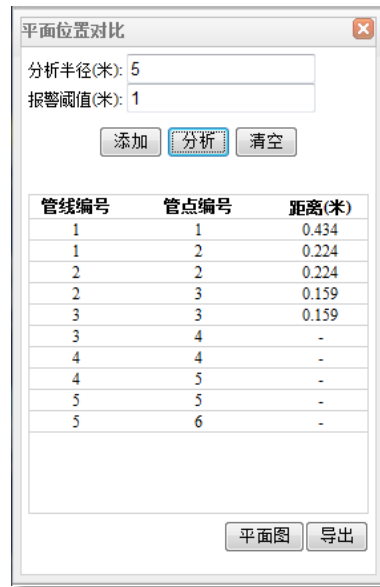 平面位置对比
分析半径(米): 5
报警阈值(米): 1
添加 分析 清空
管线编号 管点编号 距离(米)
1 1 0.434
1 2 0.224
2 2 0.224
2 3 0.159
3 3 0.159
3 4 -
4 4 -
4 5 -
5 5 -
5 6 -
平面图 导出